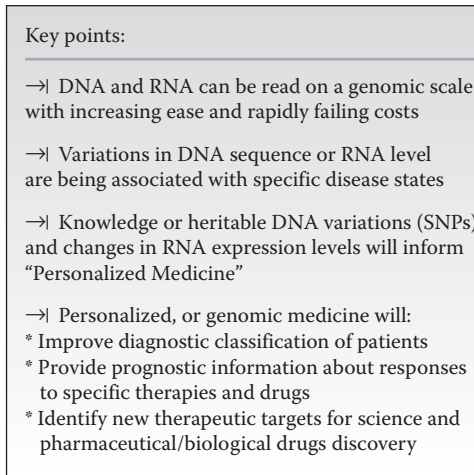 Key points:
→| DNA and RNA can be read on a genomic scale
with increasing ease and rapidly failing costs
→| Variations in DNA sequence or RNA level
are being associated with specific disease states
→| Knowledge or heritable DNA variations (SNPs)
and changes in RNA expression levels will inform
“Personalized Medicine”
→| Personalized, or genomic medicine will:
* Improve diagnostic classification of patients
* Provide prognostic information about responses
to specific therapies and drugs
* Identify new therapeutic targets for science and
pharmaceutical/biological drugs discovery